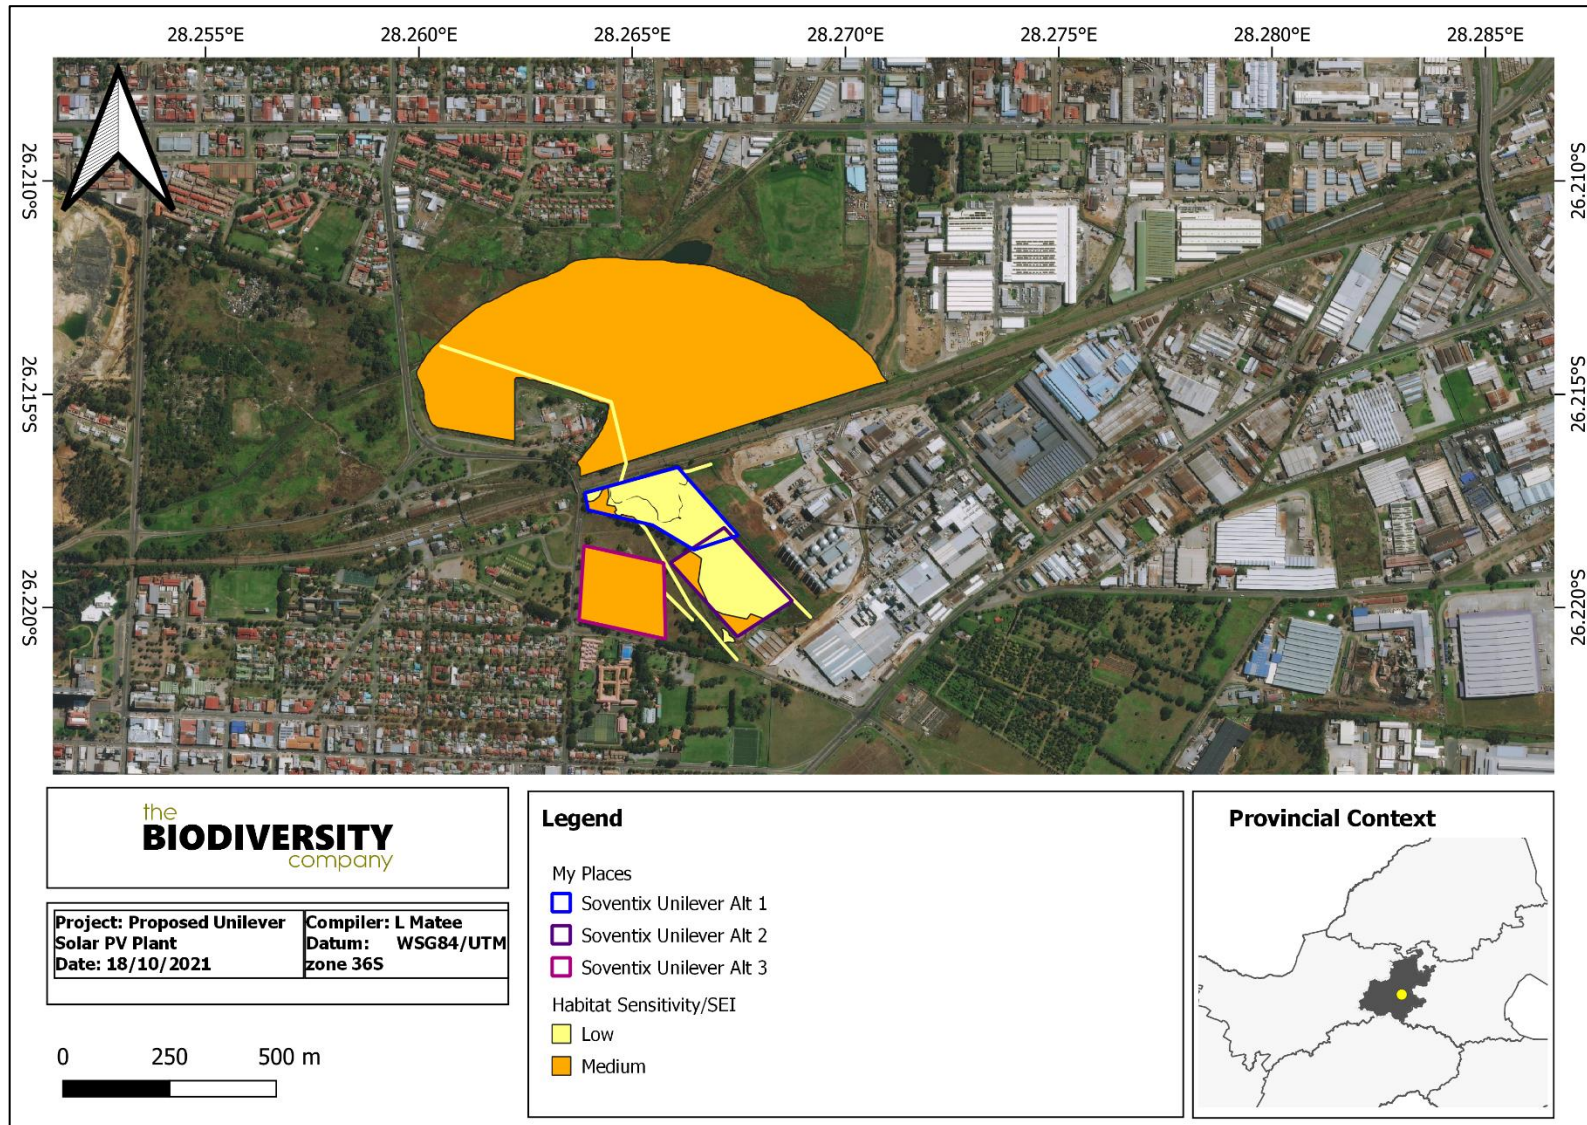 28.255°E 28.260°E 28.265°E 28.270°E 28.275°E 28.280°E 28.285°E
26.210°S 26.210°S
26.215°S 26.215°S
26.220°S 26.220°S
the
BIODIVERSITY
company
Project: Proposed Unilever
Solar PV Plant
Date: 18/10/2021
Compiler: L Matee
Datum: WSG84/UTM
zone 36S
0 250 500 m
Legend
My Places
Soventix Unilever Alt 1
Soventix Unilever Alt 2
Soventix Unilever Alt 3
Habitat Sensitivity/SEI
Low
Medium
Provincial Context